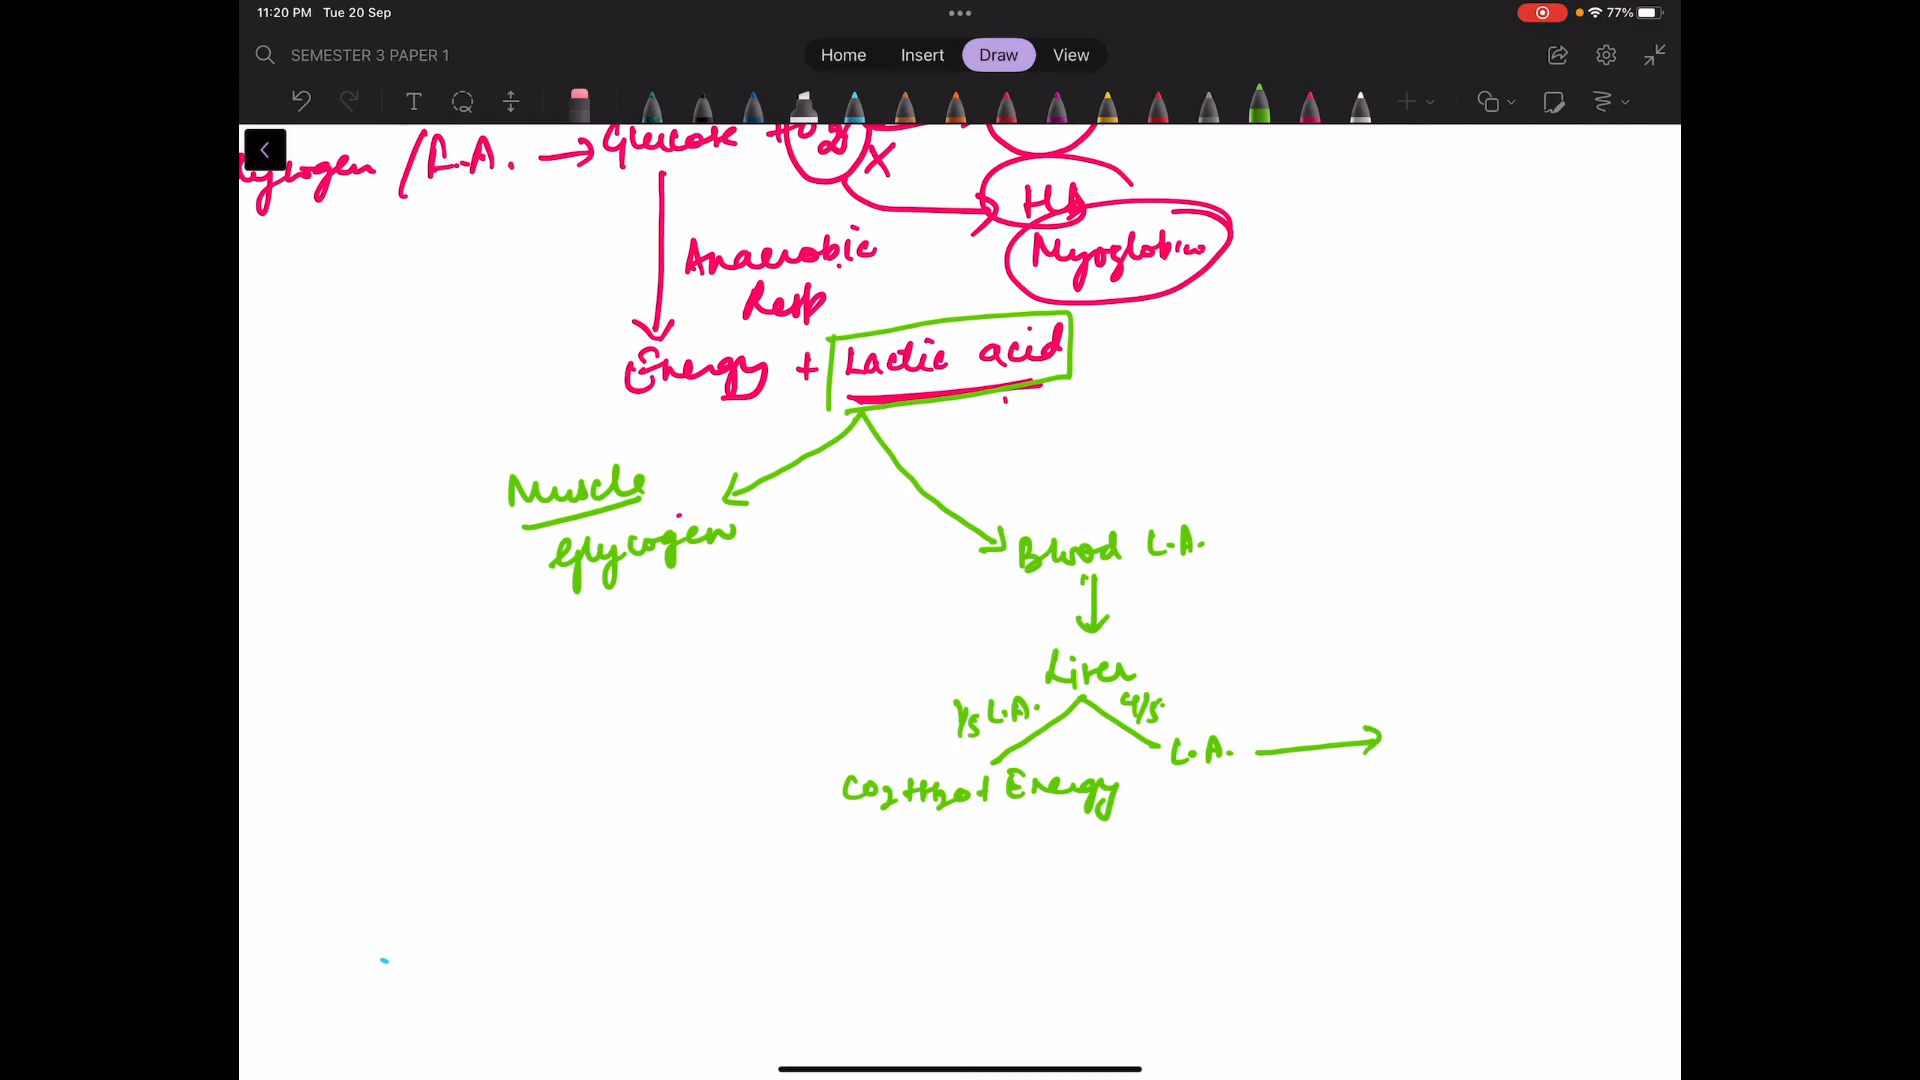 11:20 PM Tue 20 Sep
77%
SEMESTER 3 PAPER 1
Home Insert Draw View
/L.A. → Glucose + O2
X
Hb
Myoglobin
Anaerobic
Resp
Energy + Lactic acid
Muscle
Glycogen
Blood L.A.
Liver
1/5 L.A. 4/5
L.A. →
CO2+H2O+ Energy